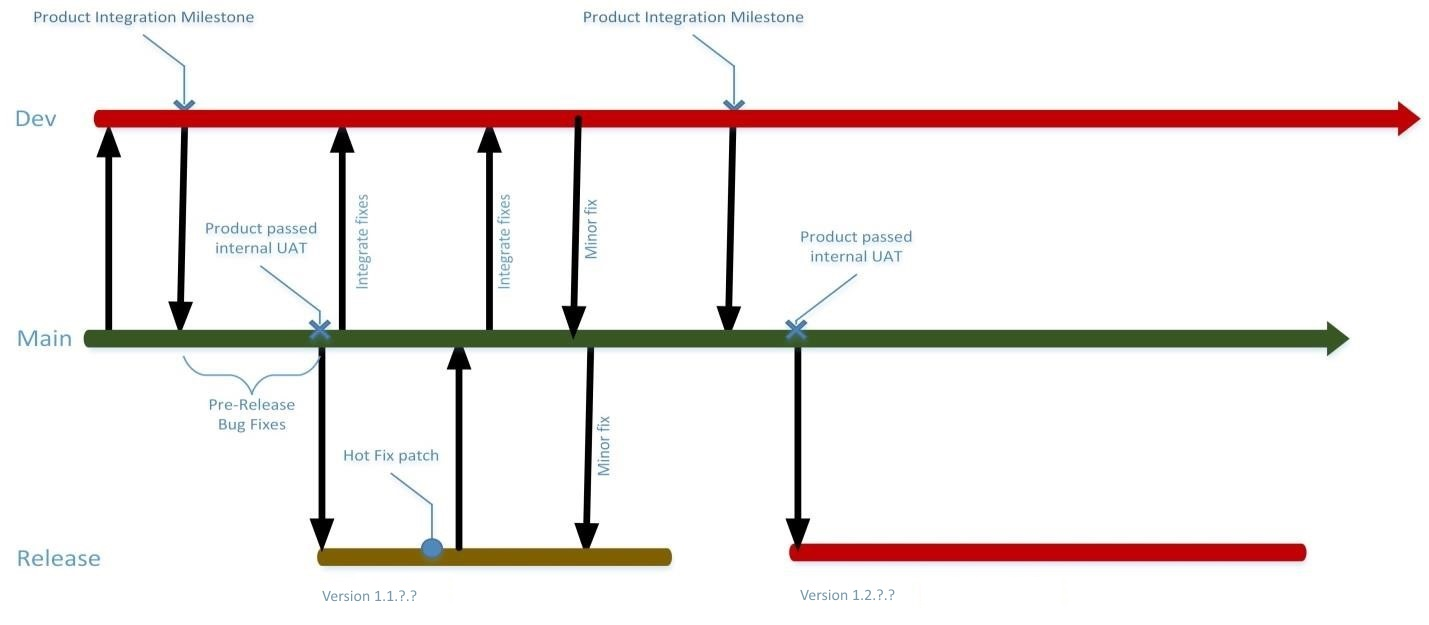 Product Integration Milestone
Product Integration Milestone
Dev
Integrate fixes
Integrate fixes
Minor fix
Product passed
internal UAT
Product passed
internal UAT
Main
Pre-Release
Bug Fixes
Minor fix
Hot Fix patch
Release
Version 1.1.?.?
Version 1.2.?.?